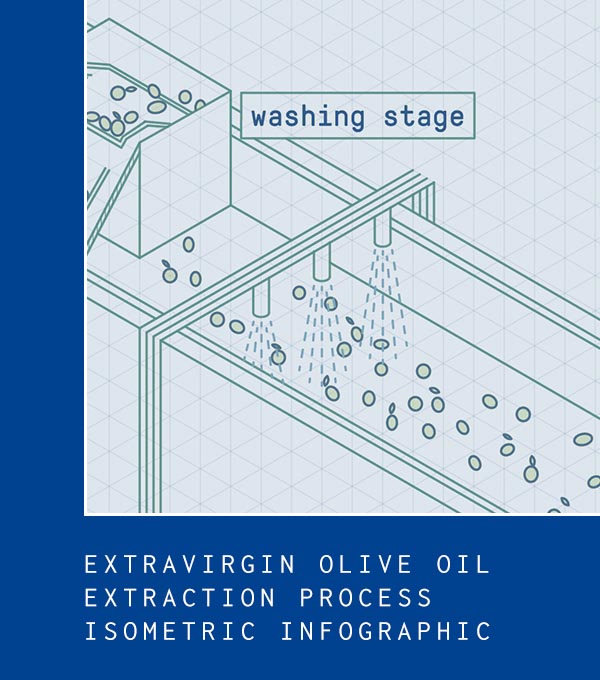 washing stage
EXTRAVIRGIN OLIVE OIL
EXTRACTION PROCESS
ISOMETRIC INFOGRAPHIC